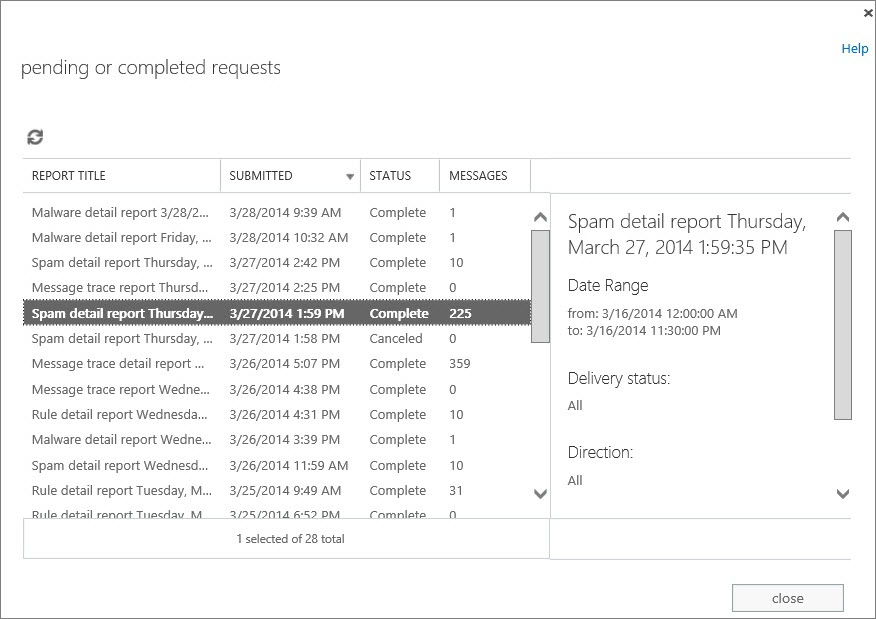 Help
pending or completed requests
REPORT TITLE SUBMITTED STATUS MESSAGES
Malware detail report 3/28/2... 3/28/2014 9:39 AM Complete 1
Malware detail report Friday, ... 3/28/2014 10:32 AM Complete 1
Spam detail report Thursday, ... 3/27/2014 2:42 PM Complete 10
Message trace report Thursd... 3/27/2014 2:25 PM Complete 0
Spam detail report Thursday... 3/27/2014 1:59 PM Complete 225
Spam detail report Thursday, ... 3/27/2014 1:58 PM Canceled 0
Message trace detail report ... 3/26/2014 5:07 PM Complete 359
Message trace report Wedne... 3/26/2014 4:38 PM Complete 0
Rule detail report Wednesda... 3/26/2014 4:31 PM Complete 10
Malware detail report Wedne... 3/26/2014 3:39 PM Complete 1
Spam detail report Wednesd... 3/26/2014 11:59 AM Complete 10
Rule detail report Tuesday, M... 3/25/2014 9:49 AM Complete 31
Rule detail report Tuesday, M... 3/25/2014 6:52 PM Complete 0
1 selected of 28 total
Spam detail report Thursday,
March 27, 2014 1:59:35 PM
Date Range
from: 3/16/2014 12:00:00 AM
to: 3/16/2014 11:30:00 PM
Delivery status:
All
Direction:
All
close